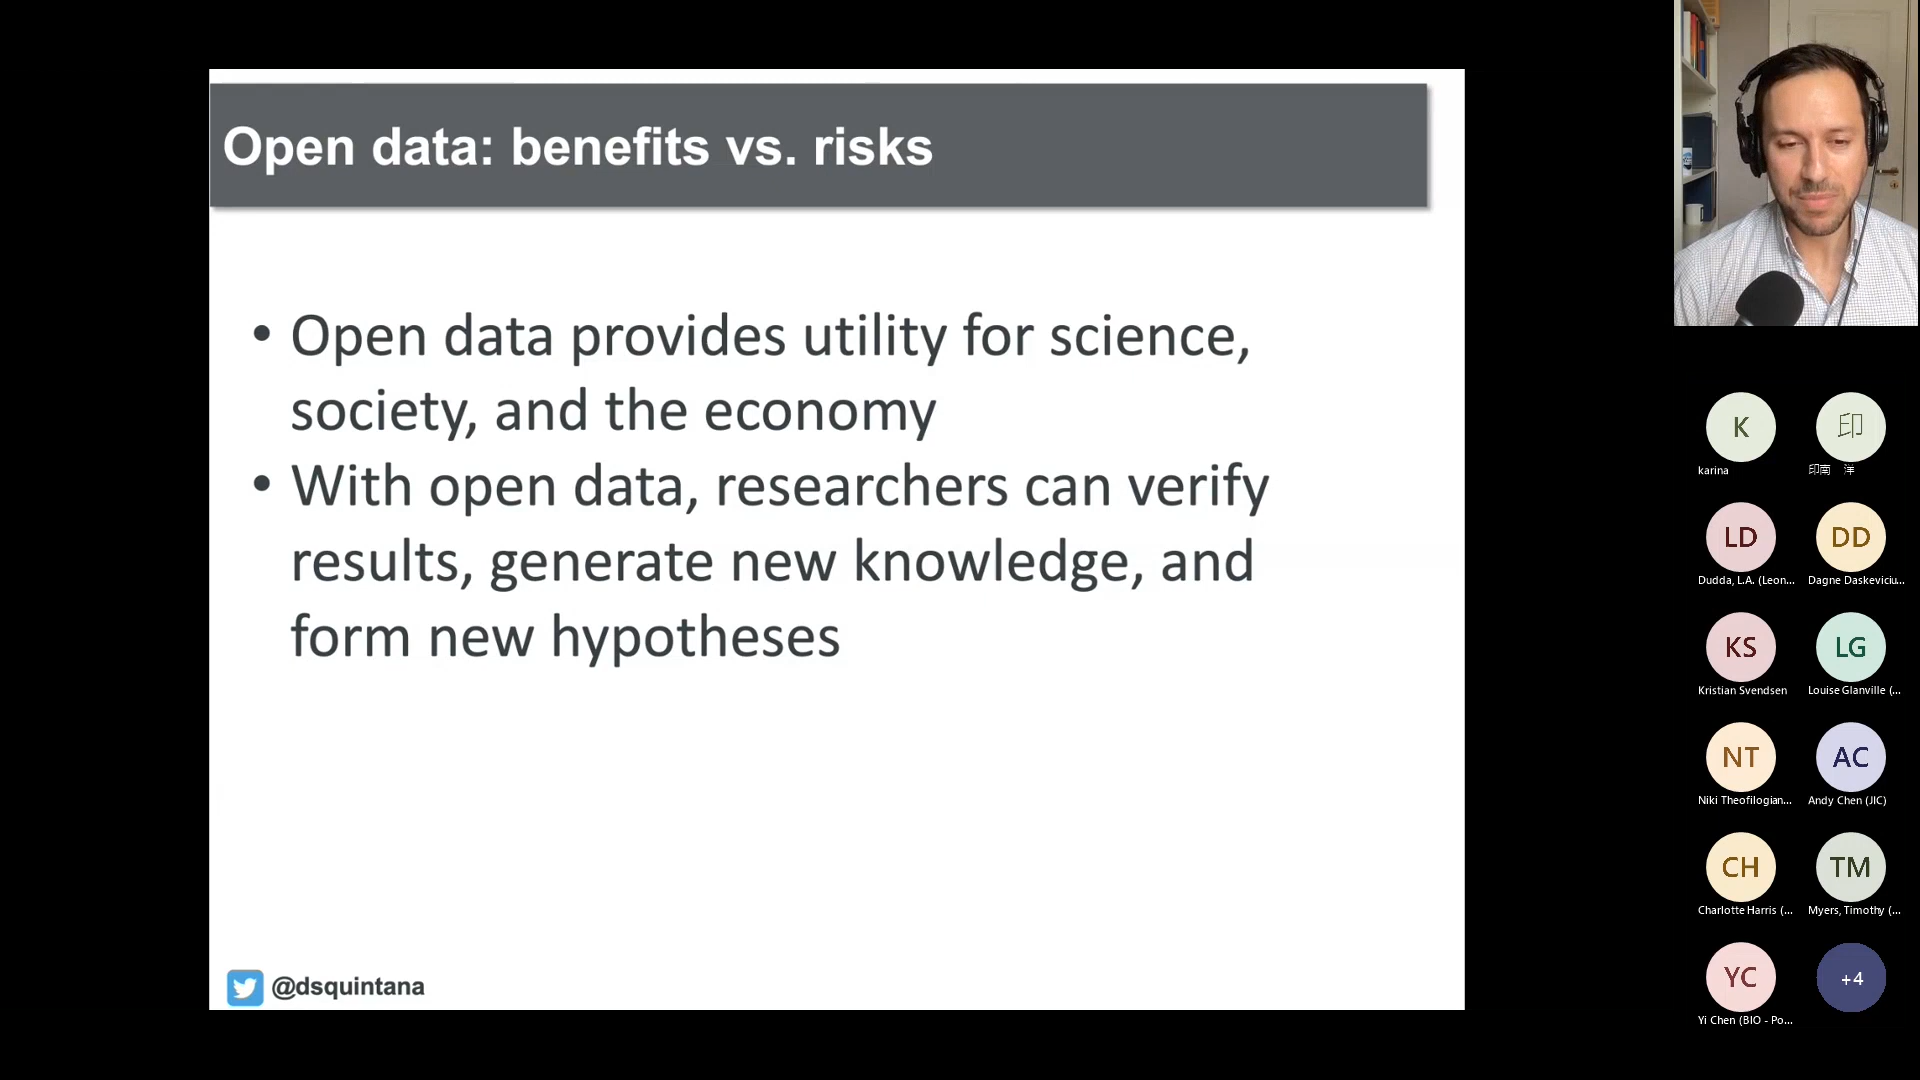 Open data: benefits vs. risks
• Open data provides utility for science,
society, and the economy
• With open data, researchers can verify
results, generate new knowledge, and
form new hypotheses
@dsquintana
K
karina
印
印南 洋
LD
Dudda, L.A. (Leon...
DD
Dagne Daskeviciu...
KS
Kristian Svendsen
LG
Louise Glanville (...
NT
Niki Theofilogian...
AC
Andy Chen (JIC)
CH
Charlotte Harris (...
TM
Myers, Timothy (...
YC
Yi Chen (BIO - Po...
+4